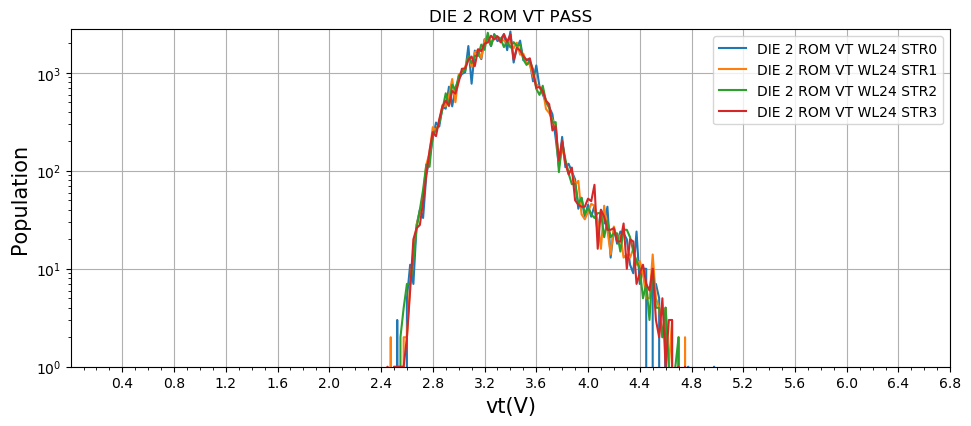 DIE 2 ROM VT PASS
DIE 2 ROM VT WL24 STR0
DIE 2 ROM VT WL24 STR1
DIE 2 ROM VT WL24 STR2
DIE 2 ROM VT WL24 STR3
Population
10³
10²
10¹
10⁰
0.4 0.8 1.2 1.6 2.0 2.4 2.8 3.2 3.6 4.0 4.4 4.8 5.2 5.6 6.0 6.4 6.8
vt(V)